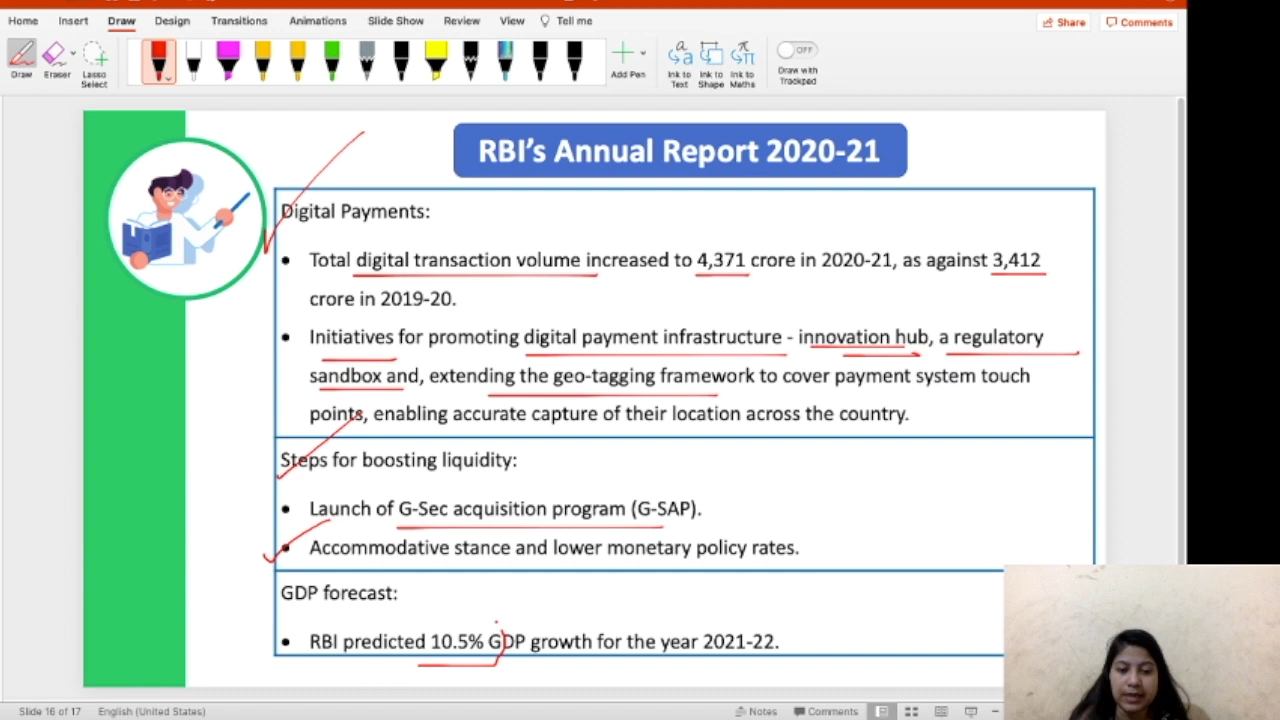 Home Insert Draw Design Transitions Animations Slide Show Review View Tell me
Share Comments
Draw Eraser Lasso Select Add Pen Ink to Text Ink to Shape Ink to Maths OFF Draw with Trackpad
RBI's Annual Report 2020-21
Digital Payments:
• Total digital transaction volume increased to 4,371 crore in 2020-21, as against 3,412
crore in 2019-20.
• Initiatives for promoting digital payment infrastructure - innovation hub, a regulatory
sandbox and, extending the geo-tagging framework to cover payment system touch
points, enabling accurate capture of their location across the country.
Steps for boosting liquidity:
• Launch of G-Sec acquisition program (G-SAP).
• Accommodative stance and lower monetary policy rates.
GDP forecast:
• RBI predicted 10.5% GDP growth for the year 2021-22.
Slide 16 of 17 English (United States) Notes Comments